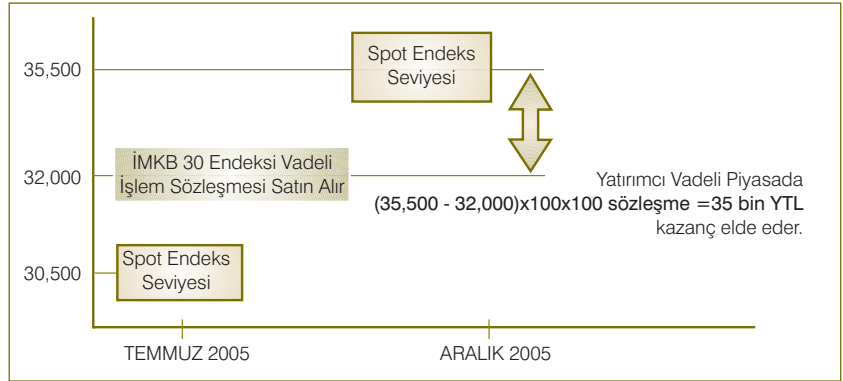 35,500
Spot Endeks
Seviyesi
32,000
İMKB 30 Endeksi Vadeli
İşlem Sözleşmesi Satın Alır
Yatırımcı Vadeli Piyasada
(35,500 - 32,000)x100x100 sözleşme =35 bin YTL
kazanç elde eder.
30,500
Spot Endeks
Seviyesi
TEMMUZ 2005
ARALIK 2005